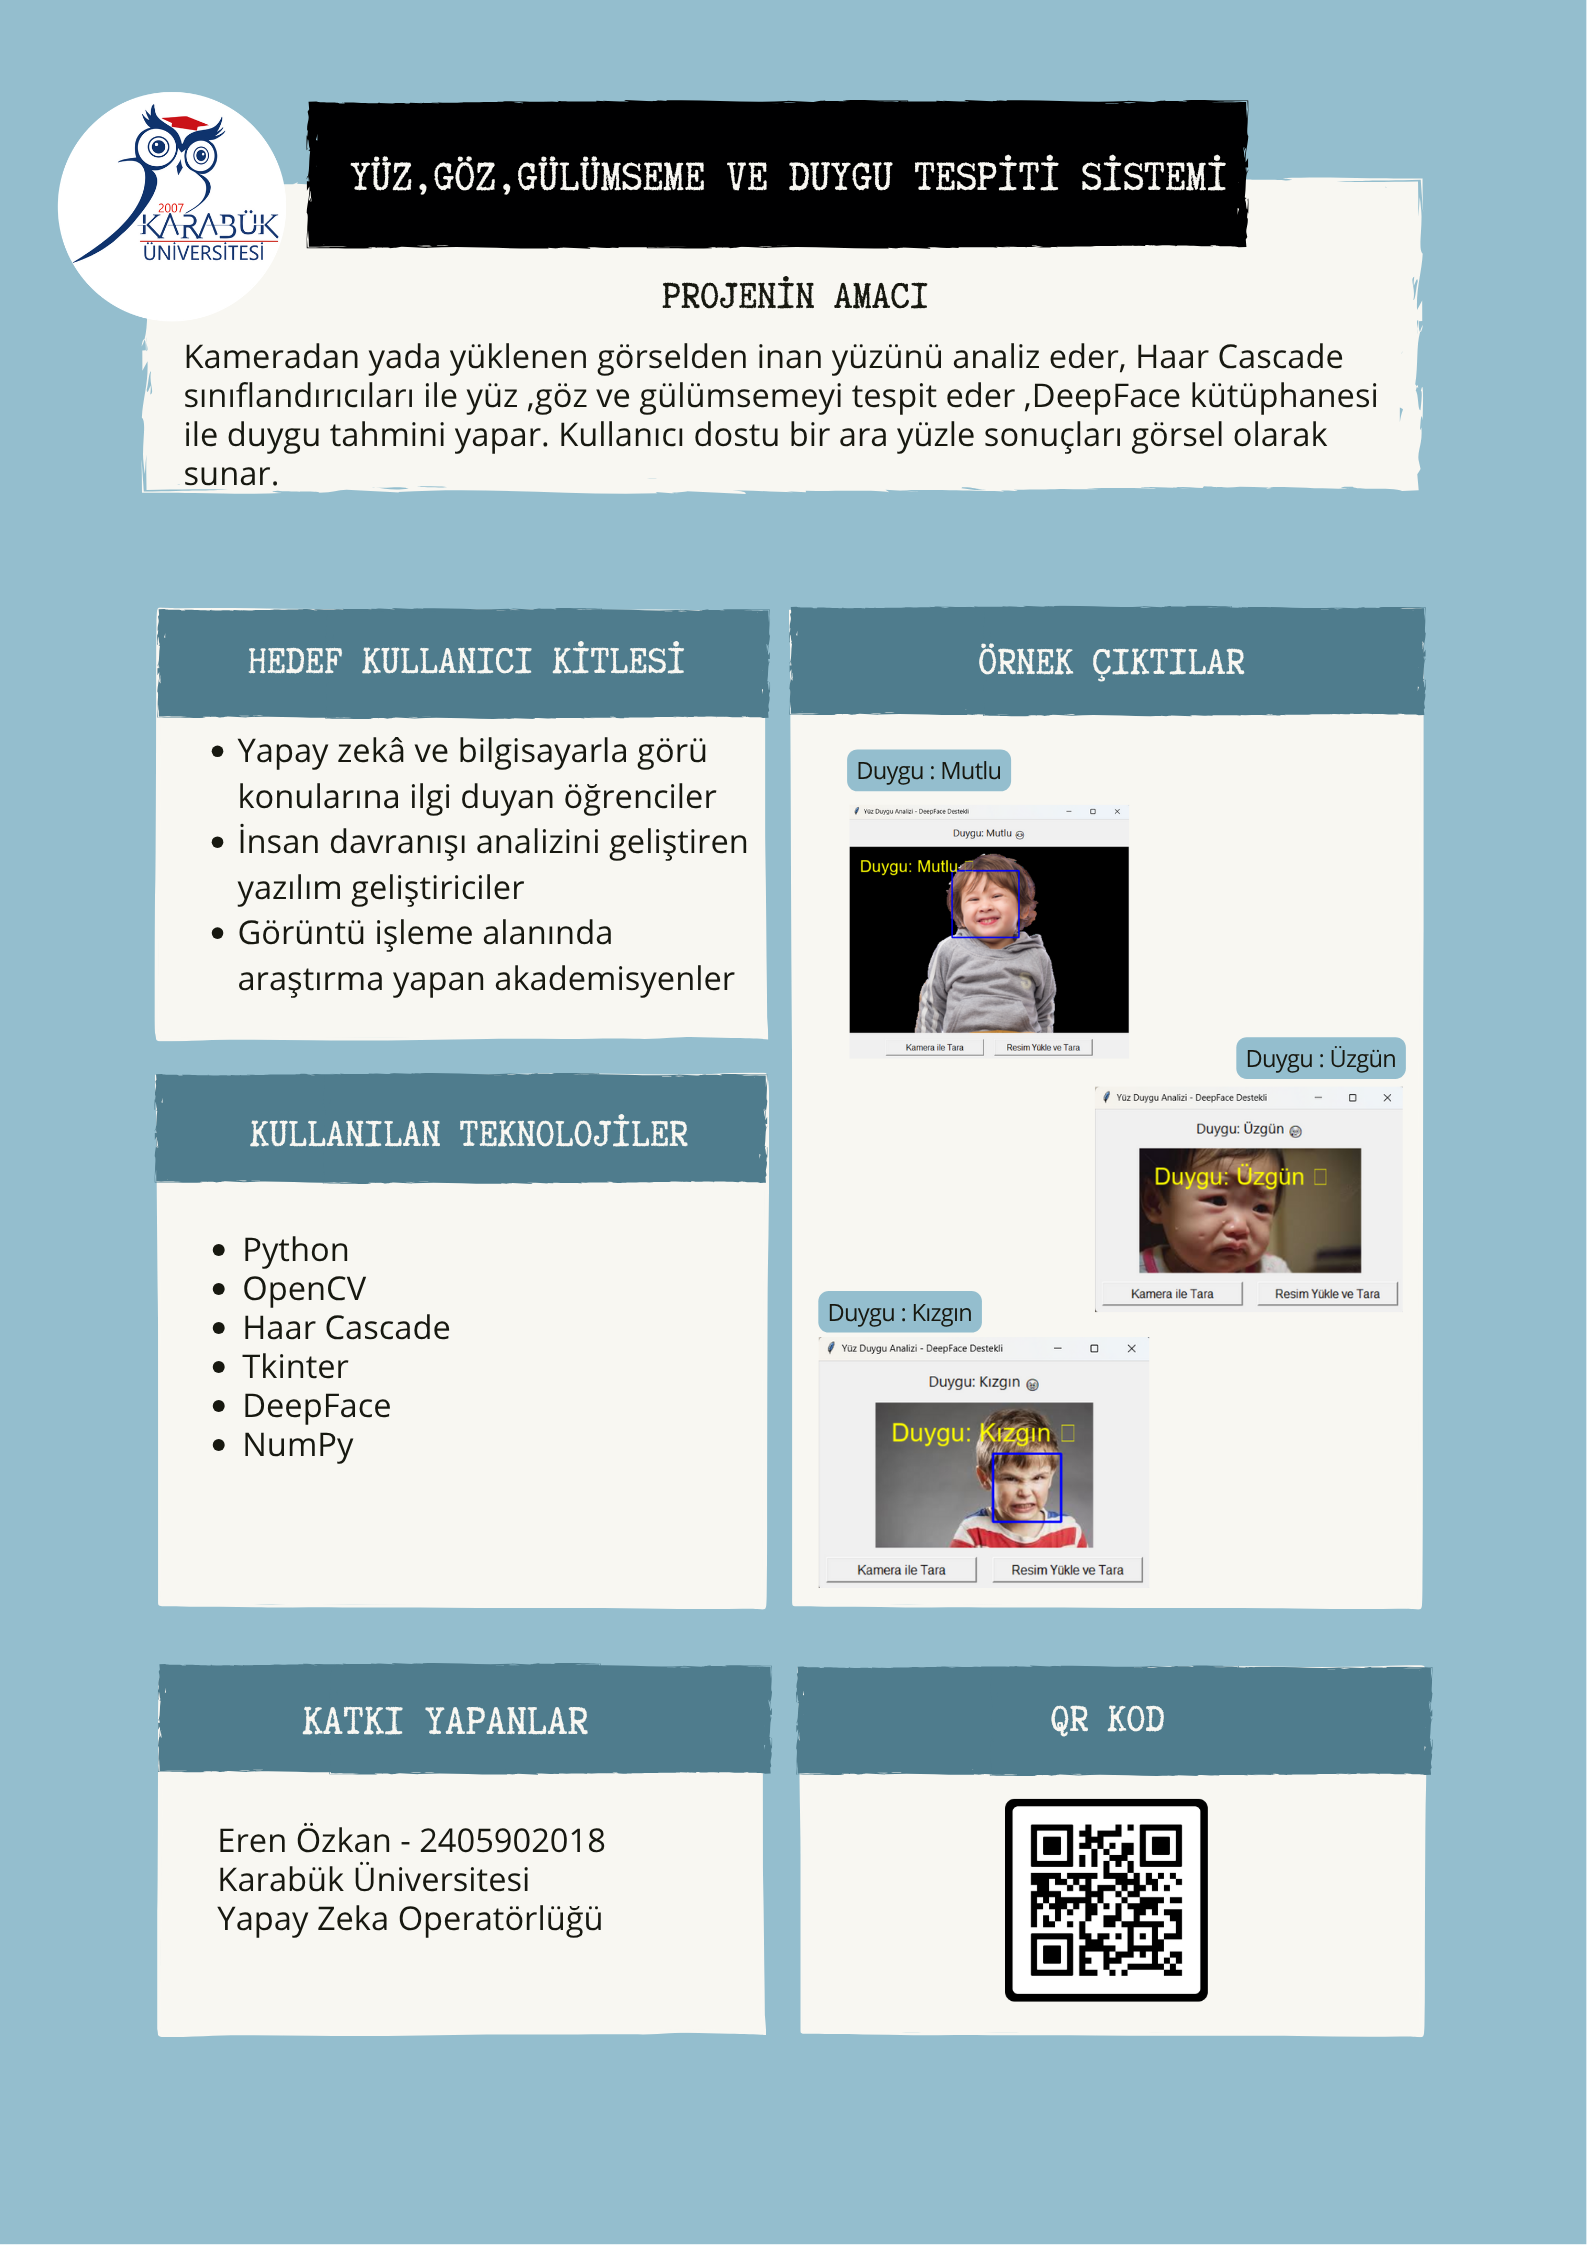 2007
KARABÜK
ÜNİVERSİTESİ
YÜZ,GÖZ,GÜLÜMSEME VE DUYGU TESPİTİ SİSTEMİ
PROJENİN AMACI
Kameradan yada yüklenen görselden inan yüzünü analiz eder, Haar Cascade
sınıflandırıcıları ile yüz ,göz ve gülümsemeyi tespit eder ,DeepFace kütüphanesi
ile duygu tahmini yapar. Kullanıcı dostu bir ara yüzle sonuçları görsel olarak
sunar.
HEDEF KULLANICI KİTLESİ
• Yapay zekâ ve bilgisayarla görü
konularına ilgi duyan öğrenciler
• İnsan davranışı analizini geliştiren
yazılım geliştiriciler
• Görüntü işleme alanında
araştırma yapan akademisyenler
KULLANILAN TEKNOLOJİLER
• Python
• OpenCV
• Haar Cascade
• Tkinter
• DeepFace
• NumPy
ÖRNEK ÇIKTILAR
Duygu : Mutlu
Yüz Duygu Analizi - DeepFace Destekli
Duygu: Mutlu
Duygu: Mutlu
Kamera ile Tara
Resim Yükle ve Tara
Duygu : Üzgün
Yüz Duygu Analizi - DeepFace Destekli
Duygu: Üzgün
Duygu: Üzgün
Kamera ile Tara
Resim Yükle ve Tara
Duygu : Kızgın
Yüz Duygu Analizi - DeepFace Destekli
Duygu: Kızgın
Duygu: Kızgın
Kamera ile Tara
Resim Yükle ve Tara
KATKI YAPANLAR
Eren Özkan - 2405902018
Karabük Üniversitesi
Yapay Zeka Operatörlüğü
QR KOD